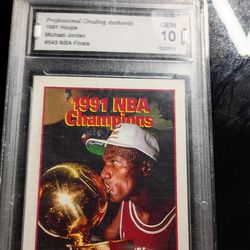 Professional Grading Authority
1991 Hoops
Michael Jordan
#543 NBA Finals
GEM
10
1991 NBA
Champions